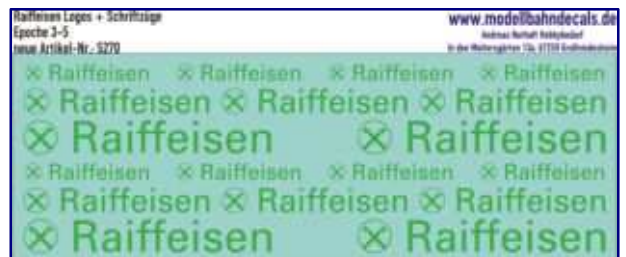 Raiffeisen Logos + Schriftzüge
Epoche 3-5
neue Artikel-Nr. 5270
www.modellbahndecals.de
Andreas Nothaft Hobbybedarf
Raiffeisen Raiffeisen Raiffeisen Raiffeisen
Raiffeisen Raiffeisen Raiffeisen
Raiffeisen Raiffeisen
Raiffeisen Raiffeisen Raiffeisen Raiffeisen
Raiffeisen Raiffeisen Raiffeisen
Raiffeisen Raiffeisen